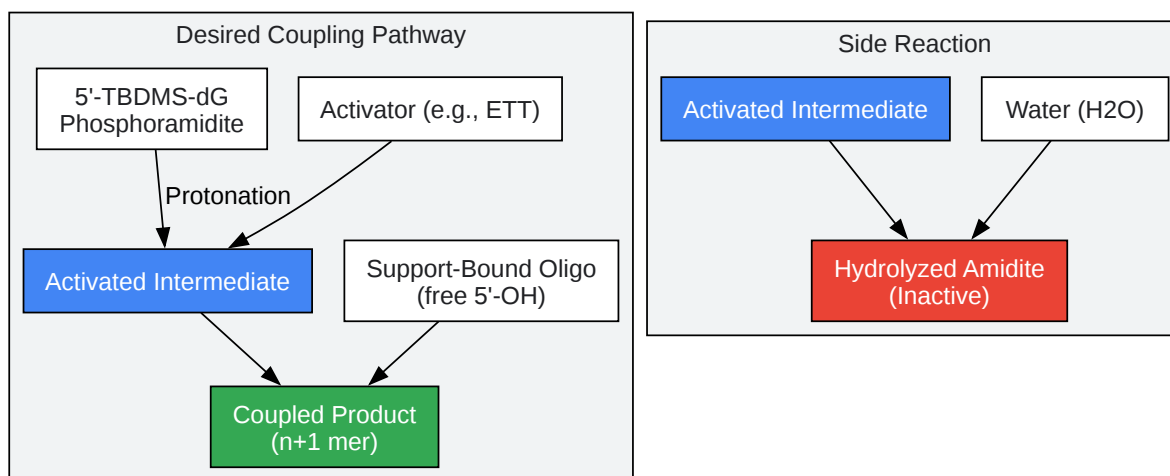 Desired Coupling Pathway
5'-TBDMS-dG
Phosphoramidite
Activator (e.g., ETT)
Protonation
Activated Intermediate
Support-Bound Oligo
(free 5'-OH)
Coupled Product
(n+1 mer)
Side Reaction
Activated Intermediate
Water (H2O)
Hydrolyzed Amidite
(Inactive)